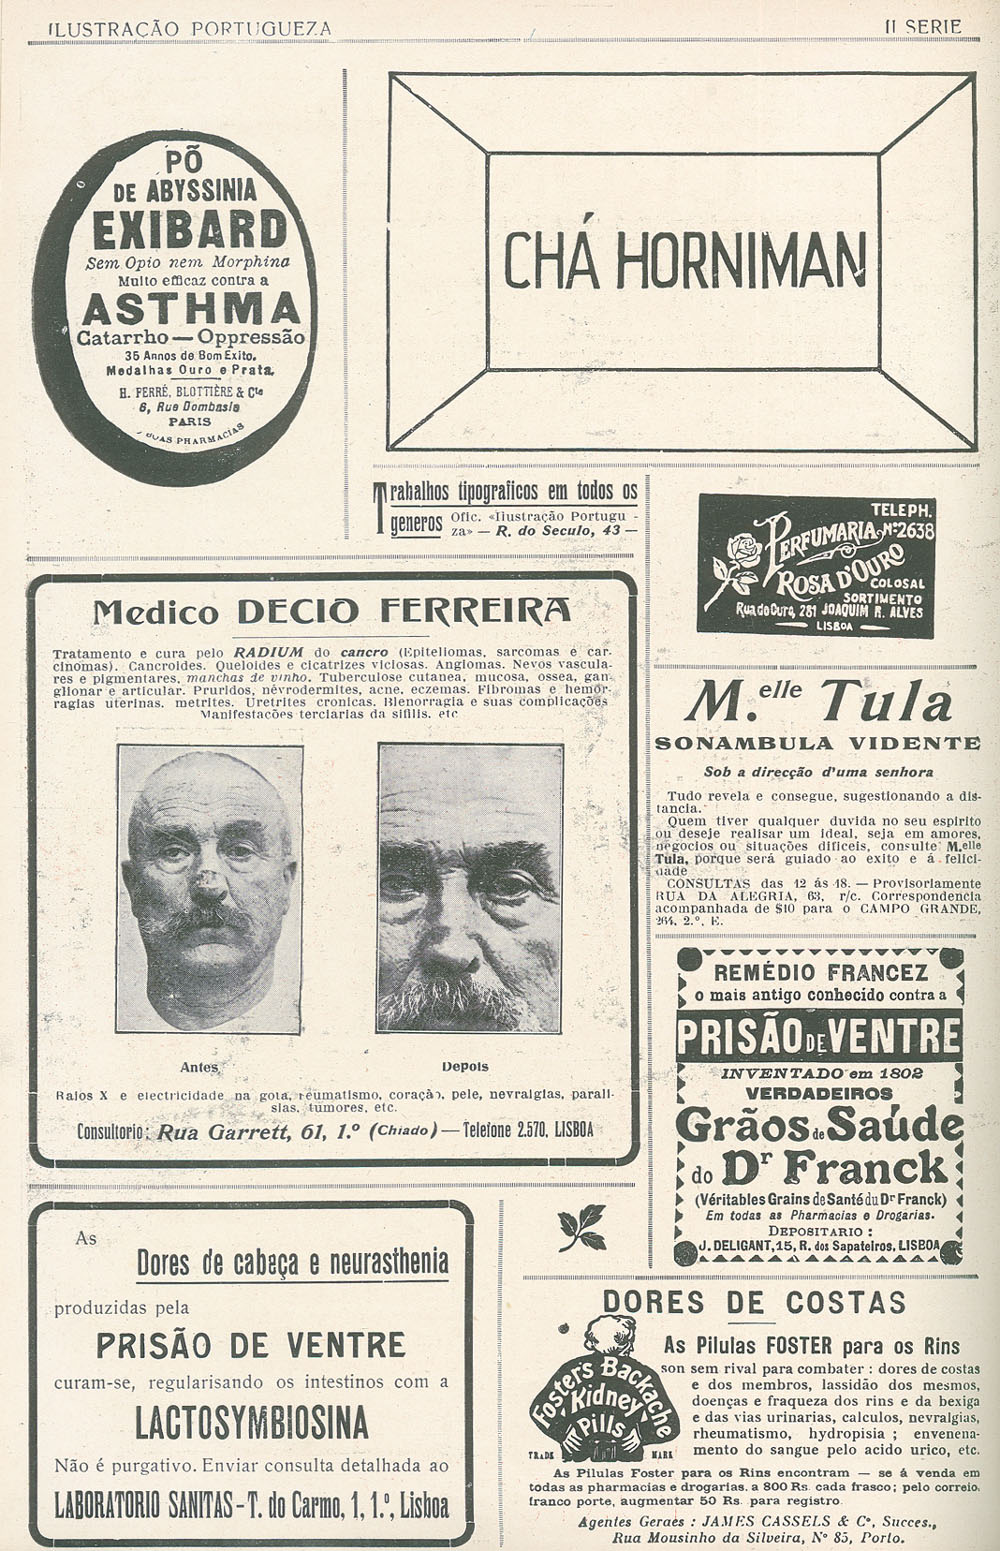 ILUSTRAÇÃO PORTUGUEZA
II SERIE
PÕ
DE ABYSSINIA
EXIBARD
Sem Opio nem Morphina
Muito efficaz contra a
ASTHMA
Catarrho — Oppressão
35 Annos de Bom Exito.
Medalhas Ouro e Prata.
H. FERRÉ, BLOTTIÈRE & Cie
6, Rue Dombasle
PARIS
BOAS PHARMACIAS
CHÁ HORNIMAN
Trabalhos tipograficos em todos os
generos Ofic. «Ilustração Portugu-
za» — R. do Seculo, 43 —
TELEPH.
Nº 2638
PERFUMARIA
ROSA D'OURO
COLOSAL
SORTIMENTO
Rua do Ouro, 281 JOAQUIM R. ALVES
— LISBOA —
Medico DECIO FERREIRA
Tratamento e cura pelo RADIUM do cancro (Epiteliomas, sarcomas e car-
cinomas). Cancroides. Queloides e cicatrizes viciosas. Angiomas. Nevos vascula-
res e pigmentares, manchas de vinho. Tuberculose cutanea, mucosa, ossea, gan-
glionar e articular. Pruridos, névrodermites, acne, eczemas. Fibromas e hemor-
ragias uterinas. metrites. Uretrites cronicas. Blenorragia e suas complicações
Manifestações terciarias da sifilis. etc
Antes
Depois
Raios X e electricidade na gota, reumatismo, coração, pele, nevralgias, parali-
sias, tumores, etc.
Consultorio: Rua Garrett, 61, 1.º (Chiado) — Telefone 2.570, LISBOA
M.elle Tula
SONAMBULA VIDENTE
Sob a direcção d'uma senhora
Tudo revela e consegue, sugestionando a dis-
tancia.
Quem tiver qualquer duvida no seu espirito
ou deseje realisar um ideal, seja em amores,
negocios ou situações dificeis, consulte M.elle
Tula, porque será guiado ao exito e á felici-
dade
CONSULTAS das 12 ás 18. — Provisoriamente
RUA DA ALEGRIA, 63, r/c. Correspondencia
acompanhada de $10 para o CAMPO GRANDE,
264, 2.º, E.
REMÉDIO FRANCEZ
o mais antigo conhecido contra a
PRISÃO DE VENTRE
INVENTADO em 1802
VERDADEIROS
Grãos de Saúde
do Dr Franck
(Véritables Grains de Santé du Dr Franck)
Em todas as Pharmacias e Drogarias.
DEPOSITARIO :
J. DELIGANT, 15, R. dos Sapateiros, LISBOA
As
Dores de cabeça e neurasthenia
produzidas pela
PRISÃO DE VENTRE
curam-se, regularisando os intestinos com a
LACTOSYMBIOSINA
Não é purgativo. Enviar consulta detalhada ao
LABORATORIO SANITAS - T. do Carmo, 1, 1.º, Lisboa
DORES DE COSTAS
Foster's Backache
Kidney
Pills
TRADE MARK
As Pilulas FOSTER para os Rins
son sem rival para combater : dores de costas
e dos membros, lassidão dos mesmos,
doenças e fraqueza dos rins e da bexiga
e das vias urinarias, calculos, nevralgias,
rheumatismo, hydropisia ; envenena-
mento do sangue pelo acido urico, etc.
As Pilulas Foster para os Rins encontram — se á venda em
todas as pharmacias e drogarias. a 800 Rs. cada frasco; pelo correio,
franco porte, augmentar 50 Rs para registro
Agentes Geraes : JAMES CASSELS & Cº, Succes.,
Rua Mousinho da Silveira, Nº 85, Porto.